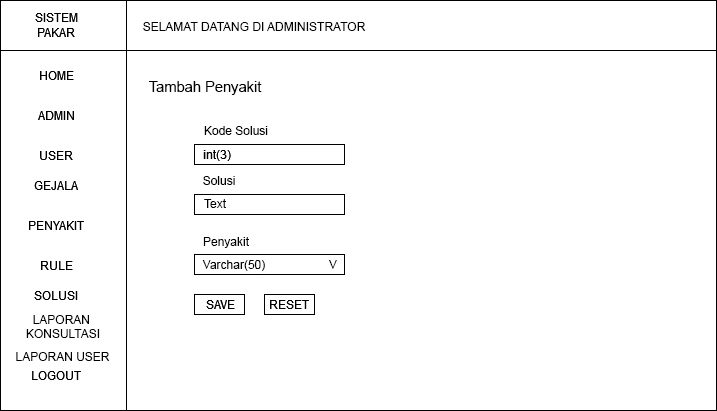 SISTEM
PAKAR
SELAMAT DATANG DI ADMINISTRATOR
HOME
ADMIN
USER
GEJALA
PENYAKIT
RULE
SOLUSI
LAPORAN
KONSULTASI
LAPORAN USER
LOGOUT
Tambah Penyakit
Kode Solusi
int(3)
Solusi
Text
Penyakit
Varchar(50) V
SAVE RESET